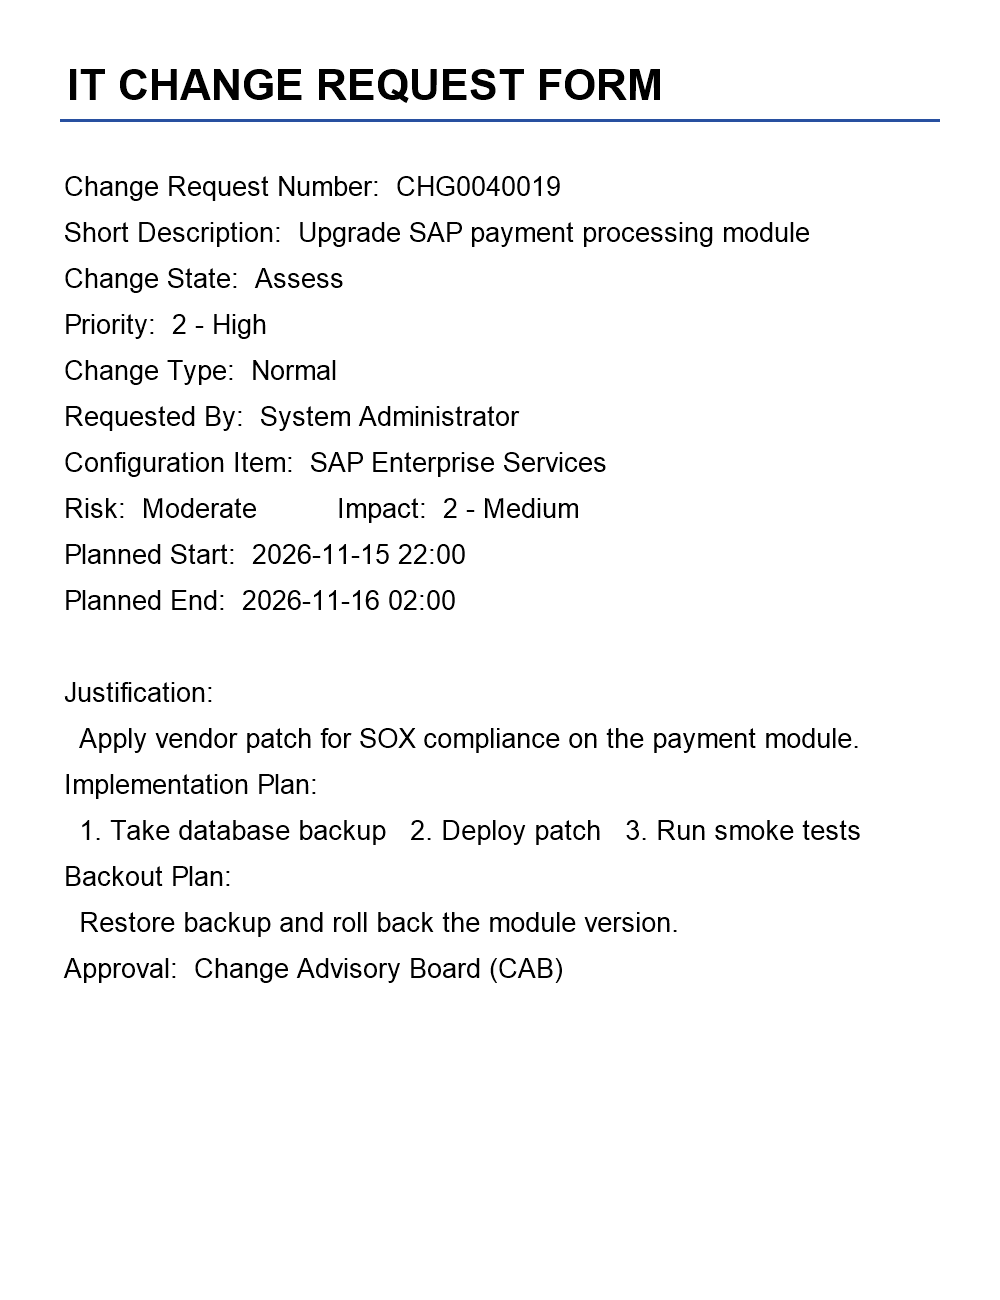 IT CHANGE REQUEST FORM
Change Request Number: CHG0040019
Short Description: Upgrade SAP payment processing module
Change State: Assess
Priority: 2 - High
Change Type: Normal
Requested By: System Administrator
Configuration Item: SAP Enterprise Services
Risk: Moderate Impact: 2 - Medium
Planned Start: 2026-11-15 22:00
Planned End: 2026-11-16 02:00
Justification:
Apply vendor patch for SOX compliance on the payment module.
Implementation Plan:
1. Take database backup 2. Deploy patch 3. Run smoke tests
Backout Plan:
Restore backup and roll back the module version.
Approval: Change Advisory Board (CAB)